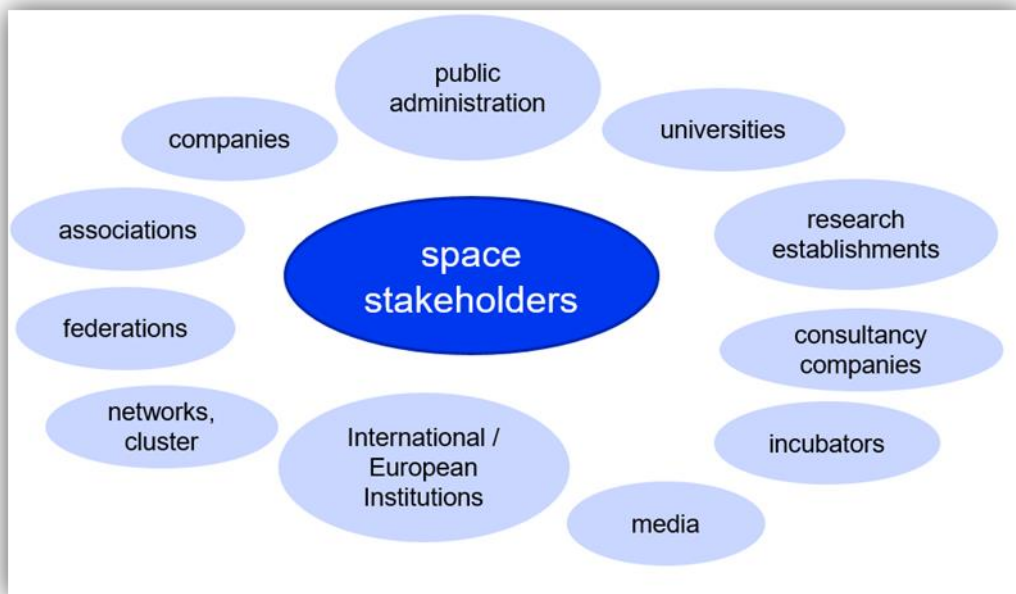 public
administration
companies
universities
associations
space
stakeholders
research
establishments
federations
consultancy
companies
networks,
cluster
International /
European
Institutions
incubators
media